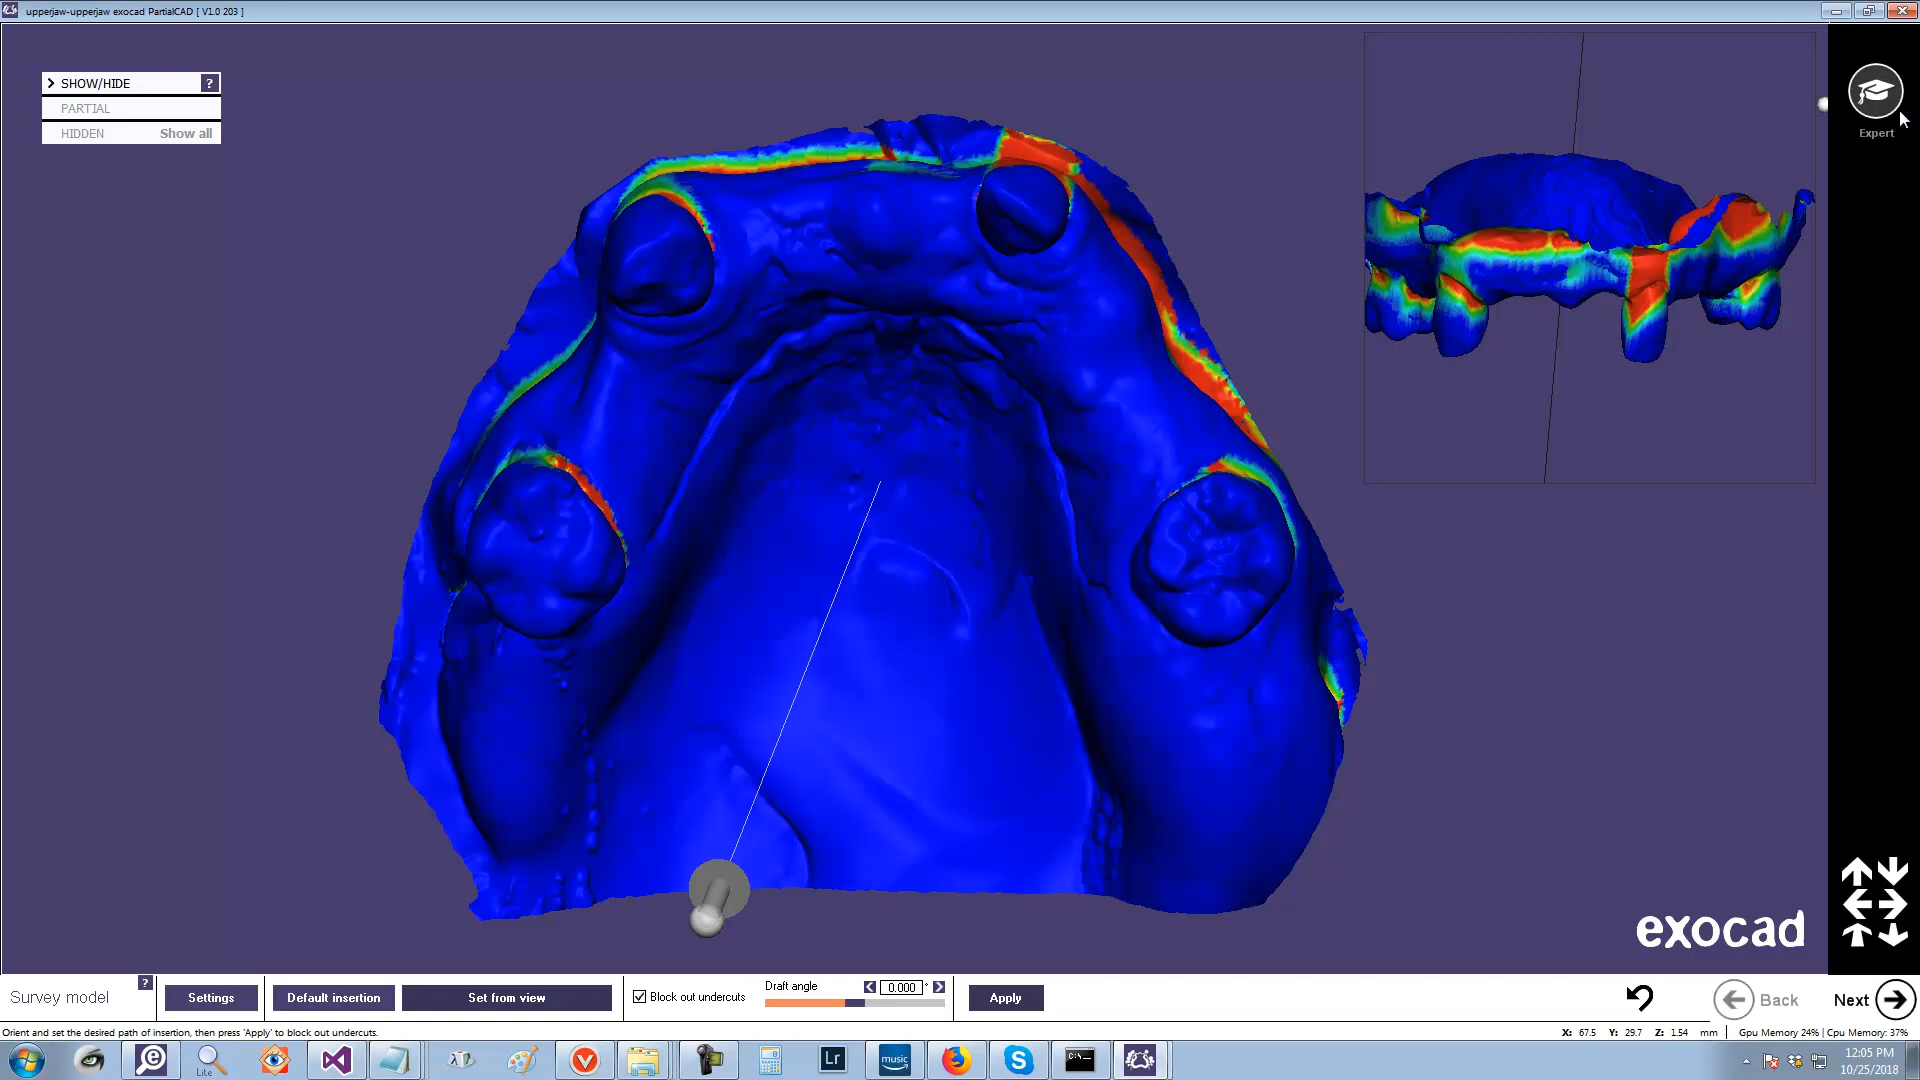 upperjaw-upperjaw exocad PartialCAD [ V1.0 203 ]
SHOW/HIDE ?
PARTIAL
HIDDEN Show all
Expert
exocad
Survey model ?
Settings
Default insertion
Set from view
Block out undercuts
Draft angle 0.000 °
Apply
Back
Next
Orient and set the desired path of insertion, then press 'Apply' to block out undercuts.
X: 67.5 Y: 29.7 Z: 1.54 mm Gpu Memory 24% | Cpu Memory: 37%
Lite
Lr
music
12:05 PM
10/25/2018